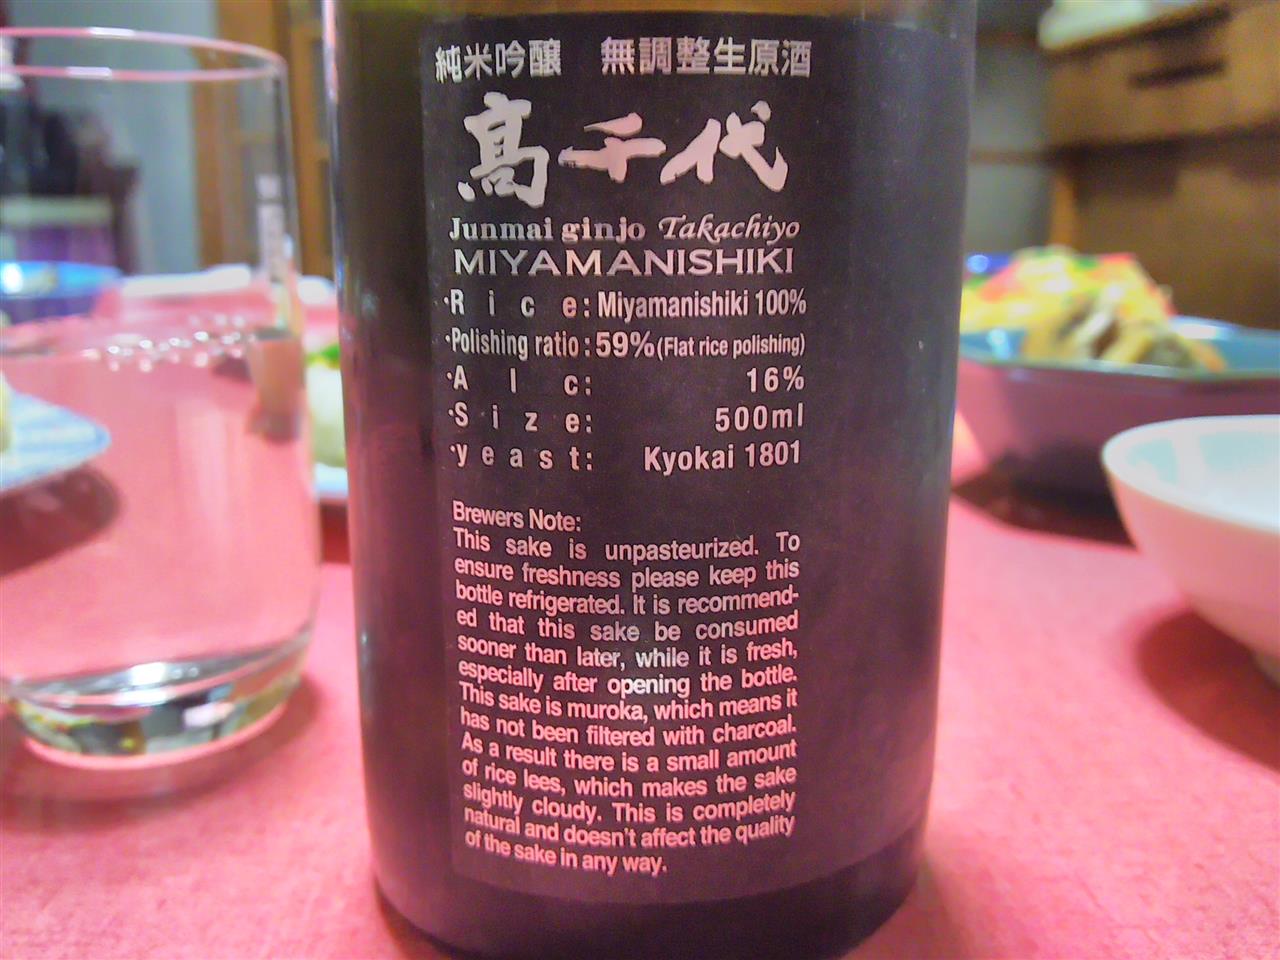 純米吟醸 無調整生原酒
髙千代
Junmai ginjo Takachiyo
MIYAMANISHIKI
･Rice: Miyamanishiki 100%
･Polishing ratio: 59% (Flat rice polishing)
･Alc: 16%
･Size: 500ml
･yeast: Kyokai 1801
Brewers Note:
This sake is unpasteurized. To
ensure freshness please keep this
bottle refrigerated. It is recommend-
ed that this sake be consumed
sooner than later, while it is fresh,
especially after opening the bottle.
This sake is muroka, which means it
has not been filtered with charcoal.
As a result there is a small amount
of rice lees, which makes the sake
slightly cloudy. This is completely
natural and doesn't affect the quality
of the sake in any way.